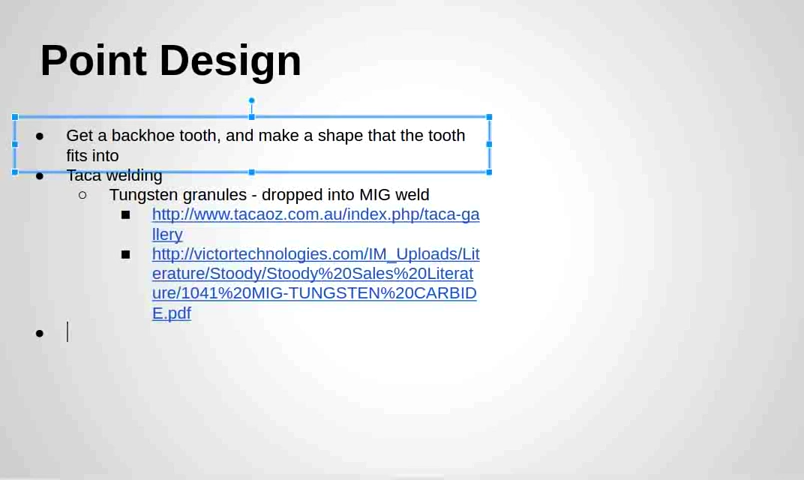 Point Design
● Get a backhoe tooth, and make a shape that the tooth
fits into
● Taca welding
○ Tungsten granules - dropped into MIG weld
■ http://www.tacaoz.com.au/index.php/taca-ga
llery
■ http://victortechnologies.com/IM_Uploads/Lit
erature/Stoody/Stoody%20Sales%20Literat
ure/1041%20MIG-TUNGSTEN%20CARBID
E.pdf
●